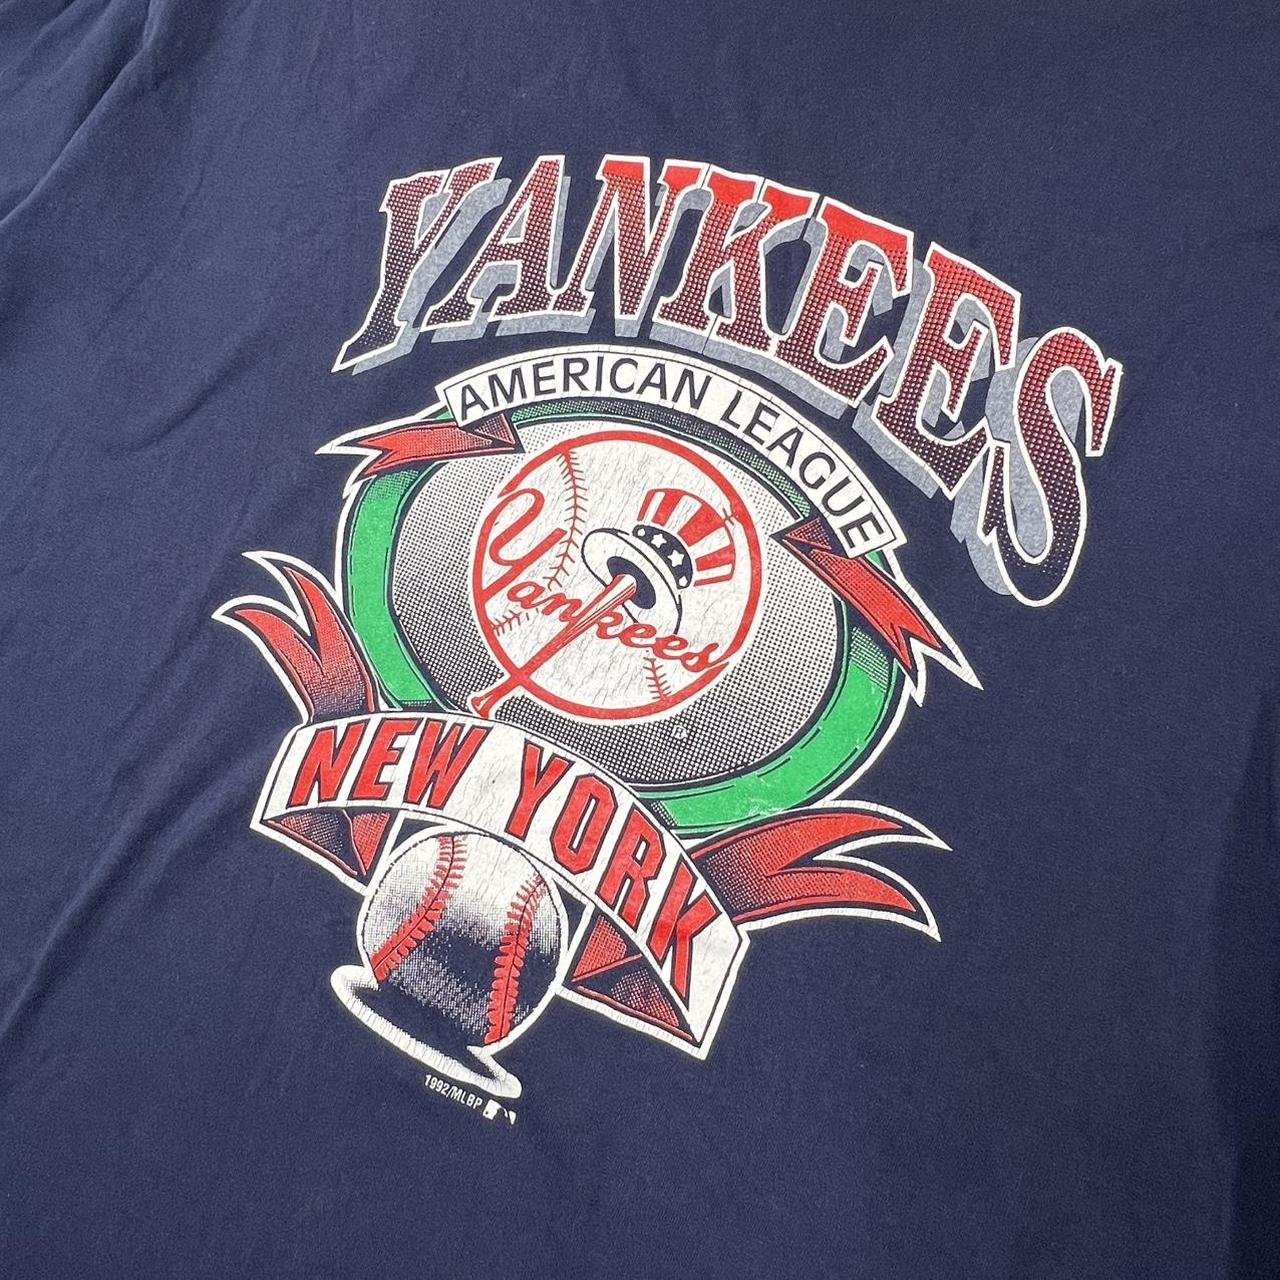 YANKEES
AMERICAN LEAGUE
Yankees
NEW YORK
1992/MLBP